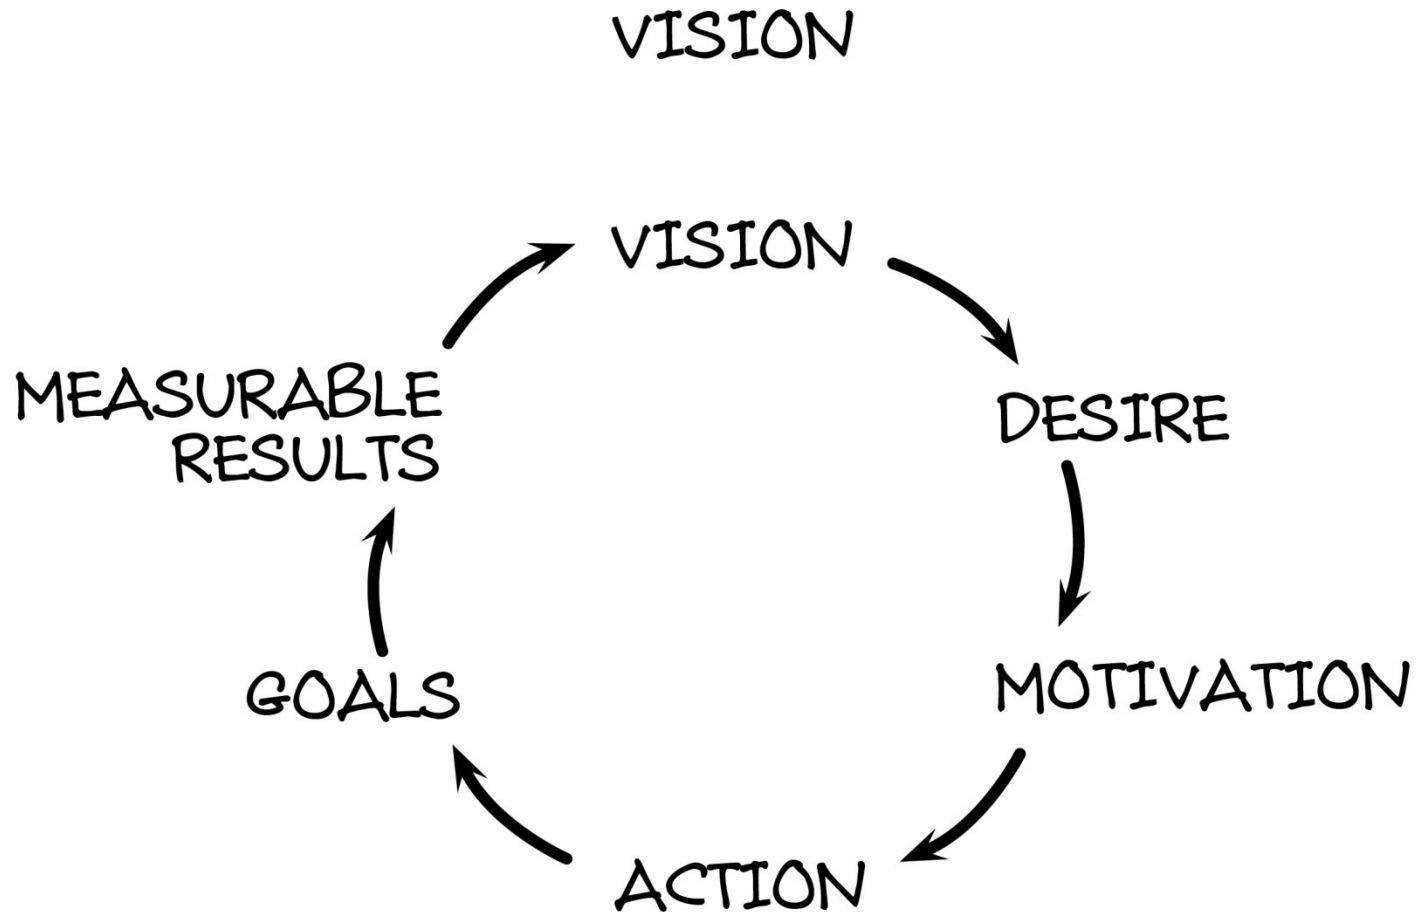 VISION
VISION
DESIRE
MOTIVATION
ACTION
GOALS
MEASURABLE
RESULTS